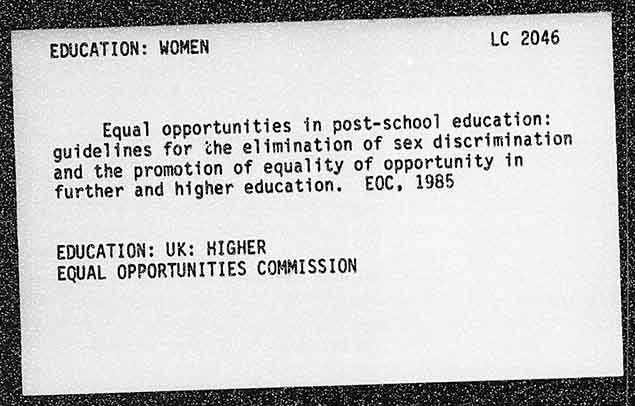 EDUCATION: WOMEN LC 2046
Equal opportunities in post-school education:
guidelines for the elimination of sex discrimination
and the promotion of equality of opportunity in
further and higher education. EOC, 1985
EDUCATION: UK: HIGHER
EQUAL OPPORTUNITIES COMMISSION